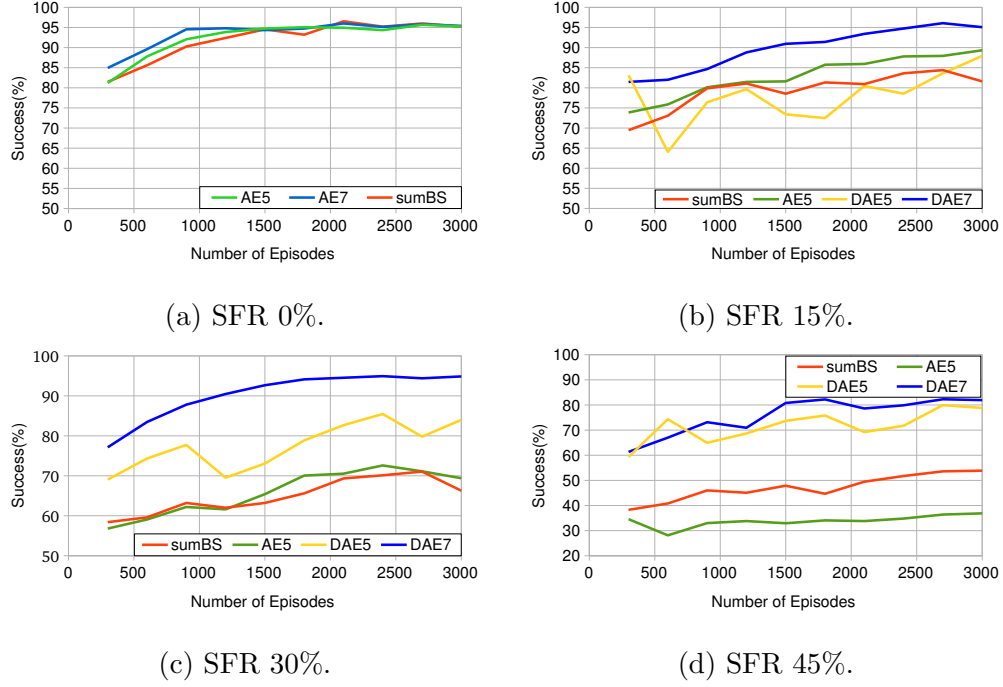 100
95
90
85
80
75
70
65
60
55
50
Success(%)
AE5 AE7 sumBS
0 500 1000 1500 2000 2500 3000
Number of Episodes
(a) SFR 0%.
100
95
90
85
80
75
70
65
60
55
50
Success(%)
sumBS AE5 DAE5 DAE7
0 500 1000 1500 2000 2500 3000
Number of Episodes
(b) SFR 15%.
100
90
80
70
60
50
Success(%)
sumBS AE5 DAE5 DAE7
0 500 1000 1500 2000 2500 3000
Number of Episodes
(c) SFR 30%.
100
90
80
70
60
50
40
30
20
Success(%)
sumBS AE5
DAE5 DAE7
0 500 1000 1500 2000 2500 3000
Number of Episodes
(d) SFR 45%.